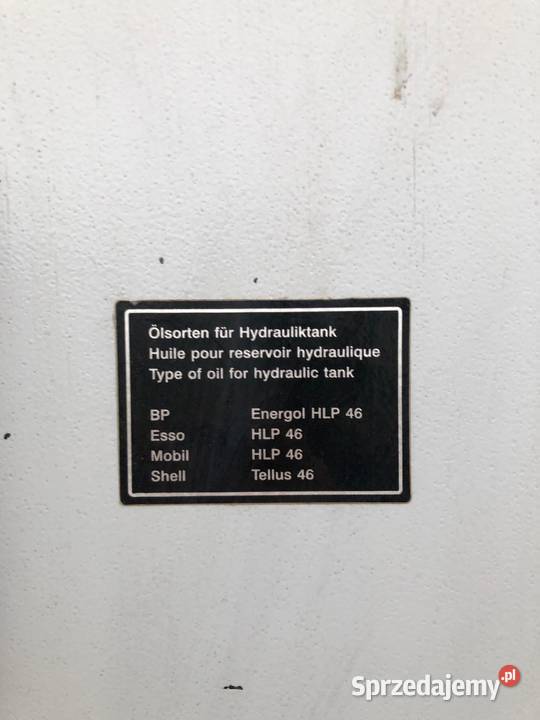 Ölsorten für Hydrauliktank
Huile pour reservoir hydraulique
Type of oil for hydraulic tank
BP Energol HLP 46
Esso HLP 46
Mobil HLP 46
Shell Tellus 46
Sprzedajemy.pl